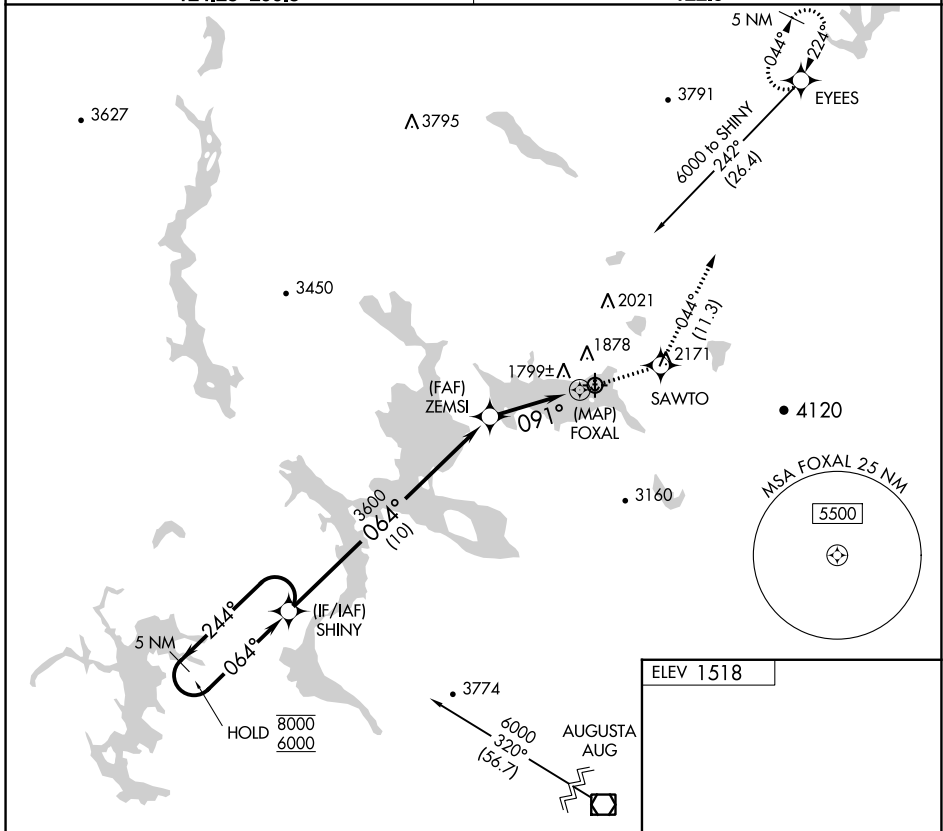 5 NM
044°
224°
EYEES
3791
3627
3795
6000 to SHINY
242°
(26.4)
3450
2021
044°
(11.3)
1878
2171
1799±
(FAF)
ZEMSI
091°
(MAP)
FOXAL
SAWTO
4120
MSA FOXAL 25 NM
5500
3160
3600
064°
(10)
244°
(IF/IAF)
SHINY
5 NM
064°
HOLD
8000
6000
3774
6000
320°
(56.7)
AUGUSTA
AUG
ELEV 1518